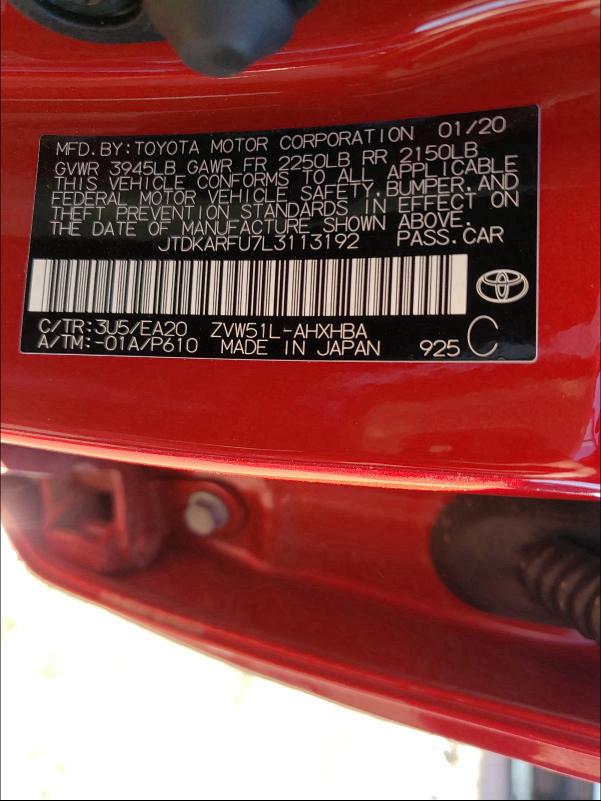 MFD. BY: TOYOTA MOTOR CORPORATION 01/20
GVWR 3945LB GAWR FR 2250LB RR 2150LB
THIS VEHICLE CONFORMS TO ALL APPLICABLE
FEDERAL MOTOR VEHICLE SAFETY, BUMPER, AND
THEFT PREVENTION STANDARDS IN EFFECT ON
THE DATE OF MANUFACTURE SHOWN ABOVE.
JTDKARFU7L3113192 PASS. CAR
C/TR: 3U5/EA20 ZVW51L-AHXHBA
A/TM: -01A/P610 MADE IN JAPAN 925 C